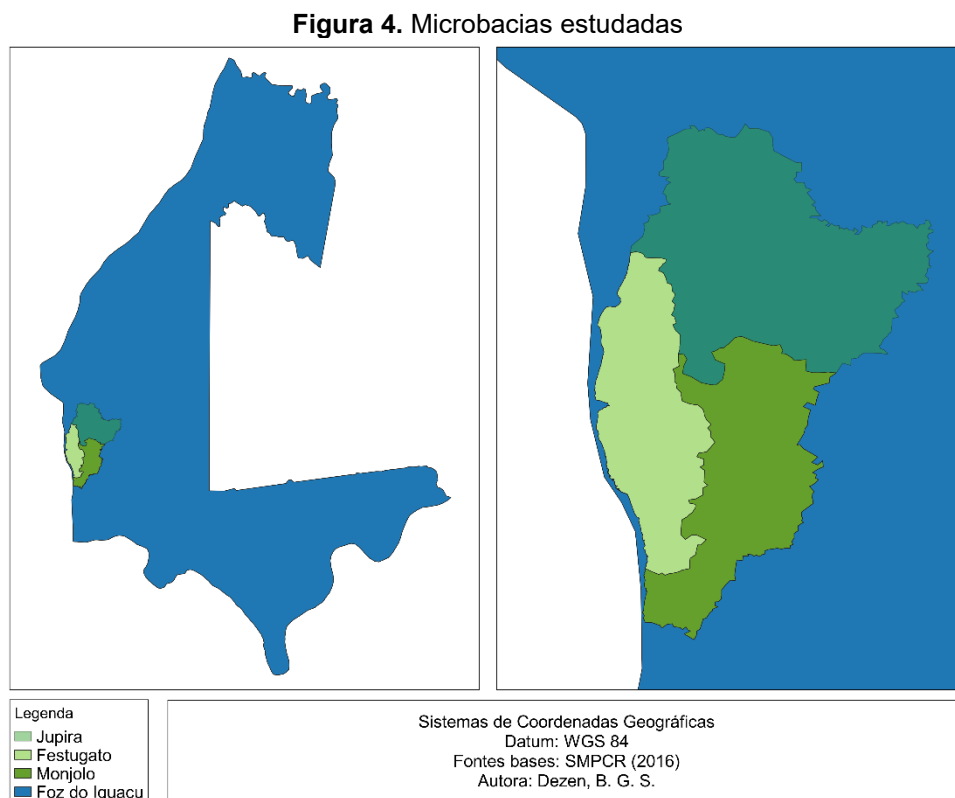 Figura 4. Microbacias estudadas
Legenda
Jupira
Festugato
Monjolo
Foz do Iguaçu
Sistemas de Coordenadas Geográficas
Datum: WGS 84
Fontes bases: SMPCR (2016)
Autora: Dezen, B. G. S.